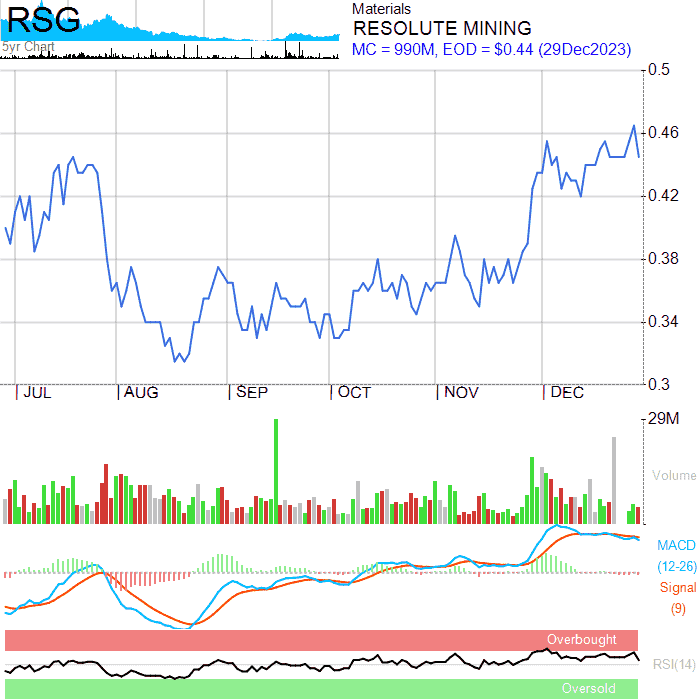 RSG
5yr Chart
Materials
RESOLUTE MINING
MC = 990M, EOD = $0.44 (29Dec2023)
0.5
0.46
0.42
0.38
0.34
0.3
JUL AUG SEP OCT NOV DEC
29M
Volume
MACD
(12-26)
Signal
(9)
Overbought
RSI(14)
Oversold